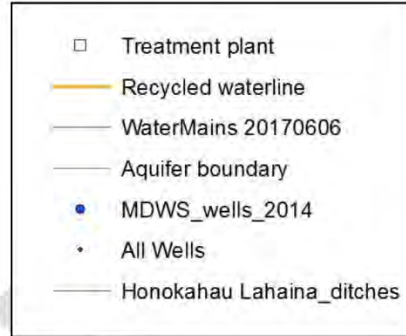 Treatment plant
Recycled waterline
WaterMains 20170606
Aquifer boundary
MDWS_wells_2014
All Wells
Honokahau Lahaina_ditches